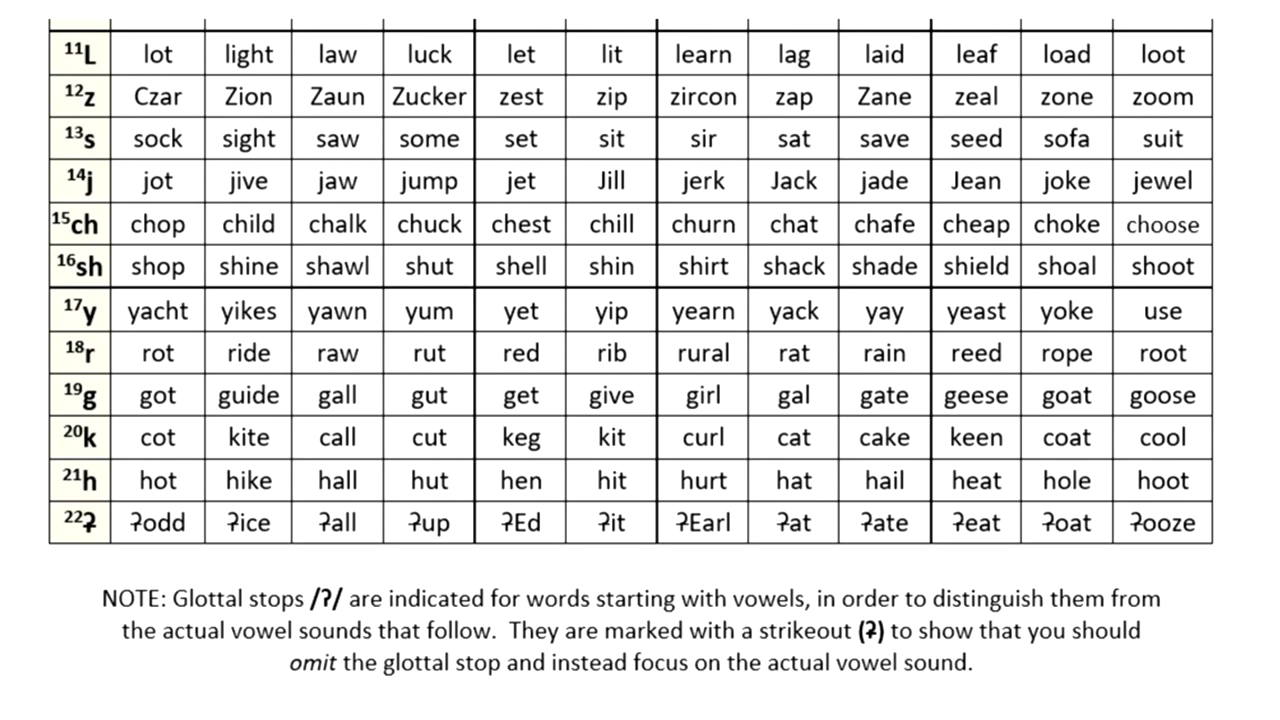 11L lot light law luck let lit learn lag laid leaf load loot
12z Czar Zion Zaun Zucker zest zip zircon zap Zane zeal zone zoom
13s sock sight saw some set sit sir sat save seed sofa suit
14j jot jive jaw jump jet Jill jerk Jack jade Jean joke jewel
15ch chop child chalk chuck chest chill churn chat chafe cheap choke choose
16sh shop shine shawl shut shell shin shirt shack shade shield shoal shoot
17y yacht yikes yawn yum yet yip yearn yack yay yeast yoke use
18r rot ride raw rut red rib rural rat rain reed rope root
19g got guide gall gut get give girl gal gate geese goat goose
20k cot kite call cut keg kit curl cat cake keen coat cool
21h hot hike hall hut hen hit hurt hat hail heat hole hoot
22ʔ ʔodd ʔice ʔall ʔup ʔEd ʔit ʔEarl ʔat ʔate ʔeat ʔoat ʔooze
NOTE: Glottal stops /ʔ/ are indicated for words starting with vowels, in order to distinguish them from
the actual vowel sounds that follow. They are marked with a strikeout (ʔ) to show that you should
omit the glottal stop and instead focus on the actual vowel sound.